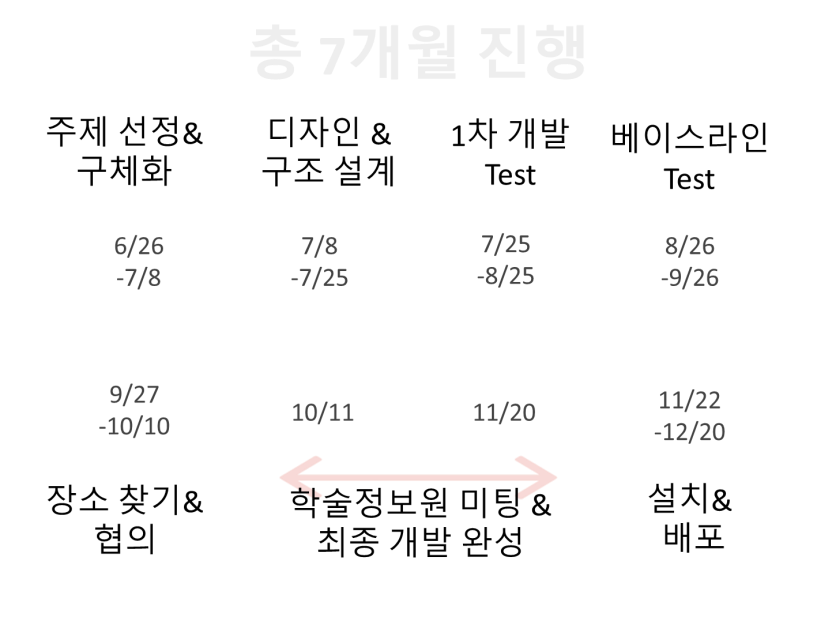 총 7개월 진행
주제 선정&
구체화
디자인 &
구조 설계
1차 개발
Test
베이스라인
Test
6/26
-7/8
7/8
-7/25
7/25
-8/25
8/26
-9/26
9/27
-10/10
10/11
11/20
11/22
-12/20
장소 찾기&
협의
학술정보원 미팅 &
최종 개발 완성
설치&
배포